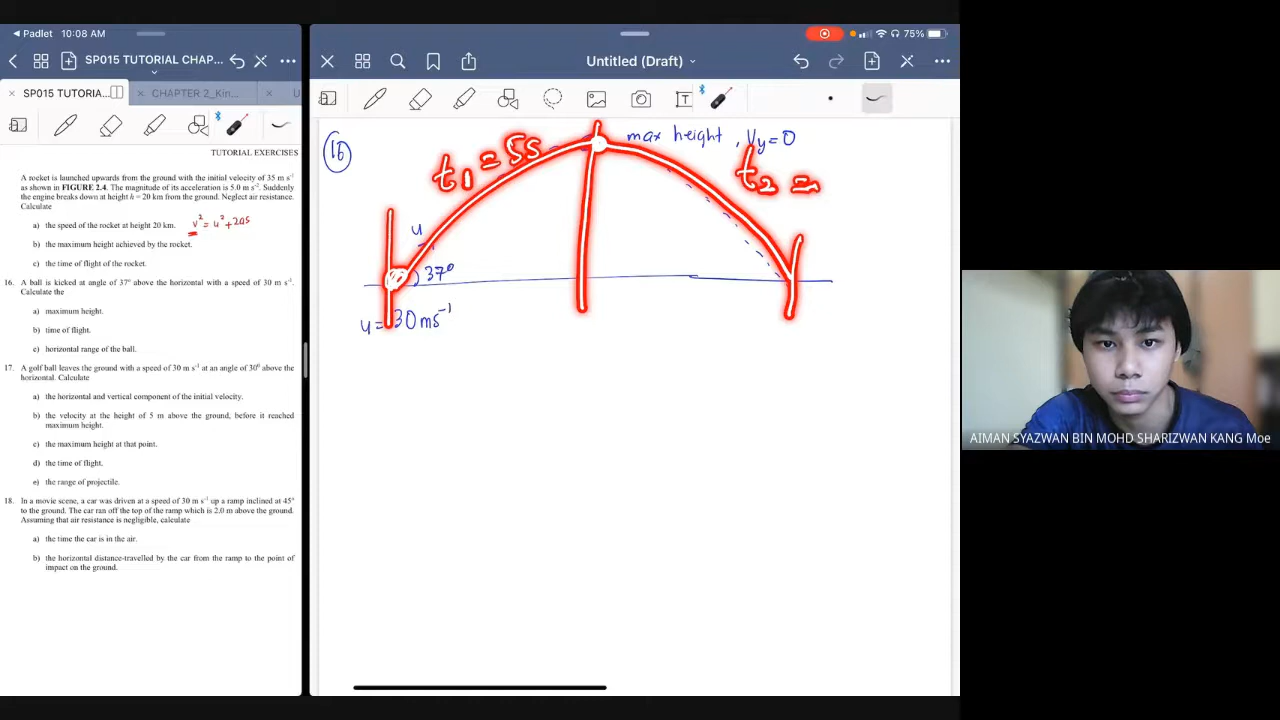 Padlet 10:08 AM
75%
SP015 TUTORIAL CHAP...
Untitled (Draft)
SP015 TUTORIA...
CHAPTER 2_Kin...
TUTORIAL EXERCISES
A rocket is launched upwards from the ground with the initial velocity of 35 m s⁻¹
as shown in FIGURE 2.4. The magnitude of its acceleration is 5.0 m s⁻². Suddenly
the engine breaks down at height h = 20 km from the ground. Neglect air resistance.
Calculate
a) the speed of the rocket at height 20 km. v² = u² + 2as
b) the maximum height achieved by the rocket.
c) the time of flight of the rocket.
16. A ball is kicked at angle of 37° above the horizontal with a speed of 30 m s⁻¹.
Calculate the
a) maximum height.
b) time of flight.
c) horizontal range of the ball.
17. A golf ball leaves the ground with a speed of 30 m s⁻¹ at an angle of 30⁰ above the
horizontal. Calculate
a) the horizontal and vertical component of the initial velocity.
b) the velocity at the height of 5 m above the ground, before it reached
maximum height.
c) the maximum height at that point.
d) the time of flight.
e) the range of projectile.
18. In a movie scene, a car was driven at a speed of 30 m s⁻¹ up a ramp inclined at 45°
to the ground. The car ran off the top of the ramp which is 2.0 m above the ground.
Assuming that air resistance is negligible, calculate
a) the time the car is in the air.
b) the horizontal distance-travelled by the car from the ramp to the point of
impact on the ground.
16
max height, Vy=0
t₁ = 5s
t₂ =
u
37°
u = 30 ms⁻¹
AIMAN SYAZWAN BIN MOHD SHARIZWAN KANG Moe